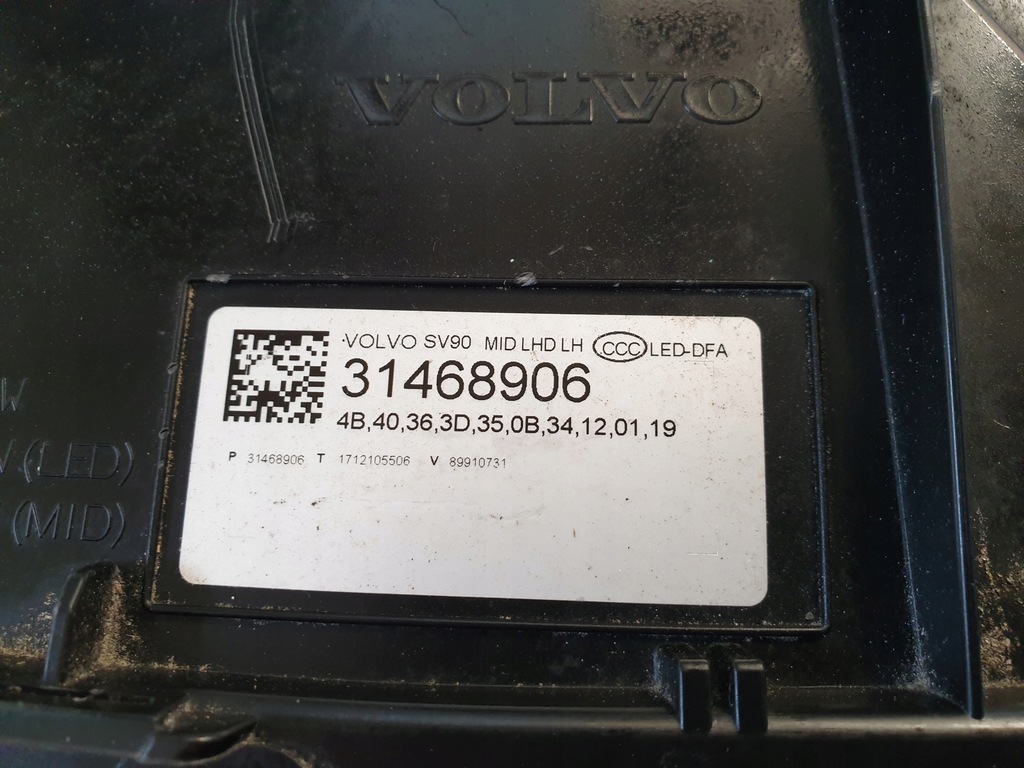 VOLVO
VOLVO SV90 MID LHD LH CCC LED-DFA
31468906
4B,40,36,3D,35,0B,34,12,01,19
P 31468906 T 1712105506 V 89910731
W
(LED)
(MID)